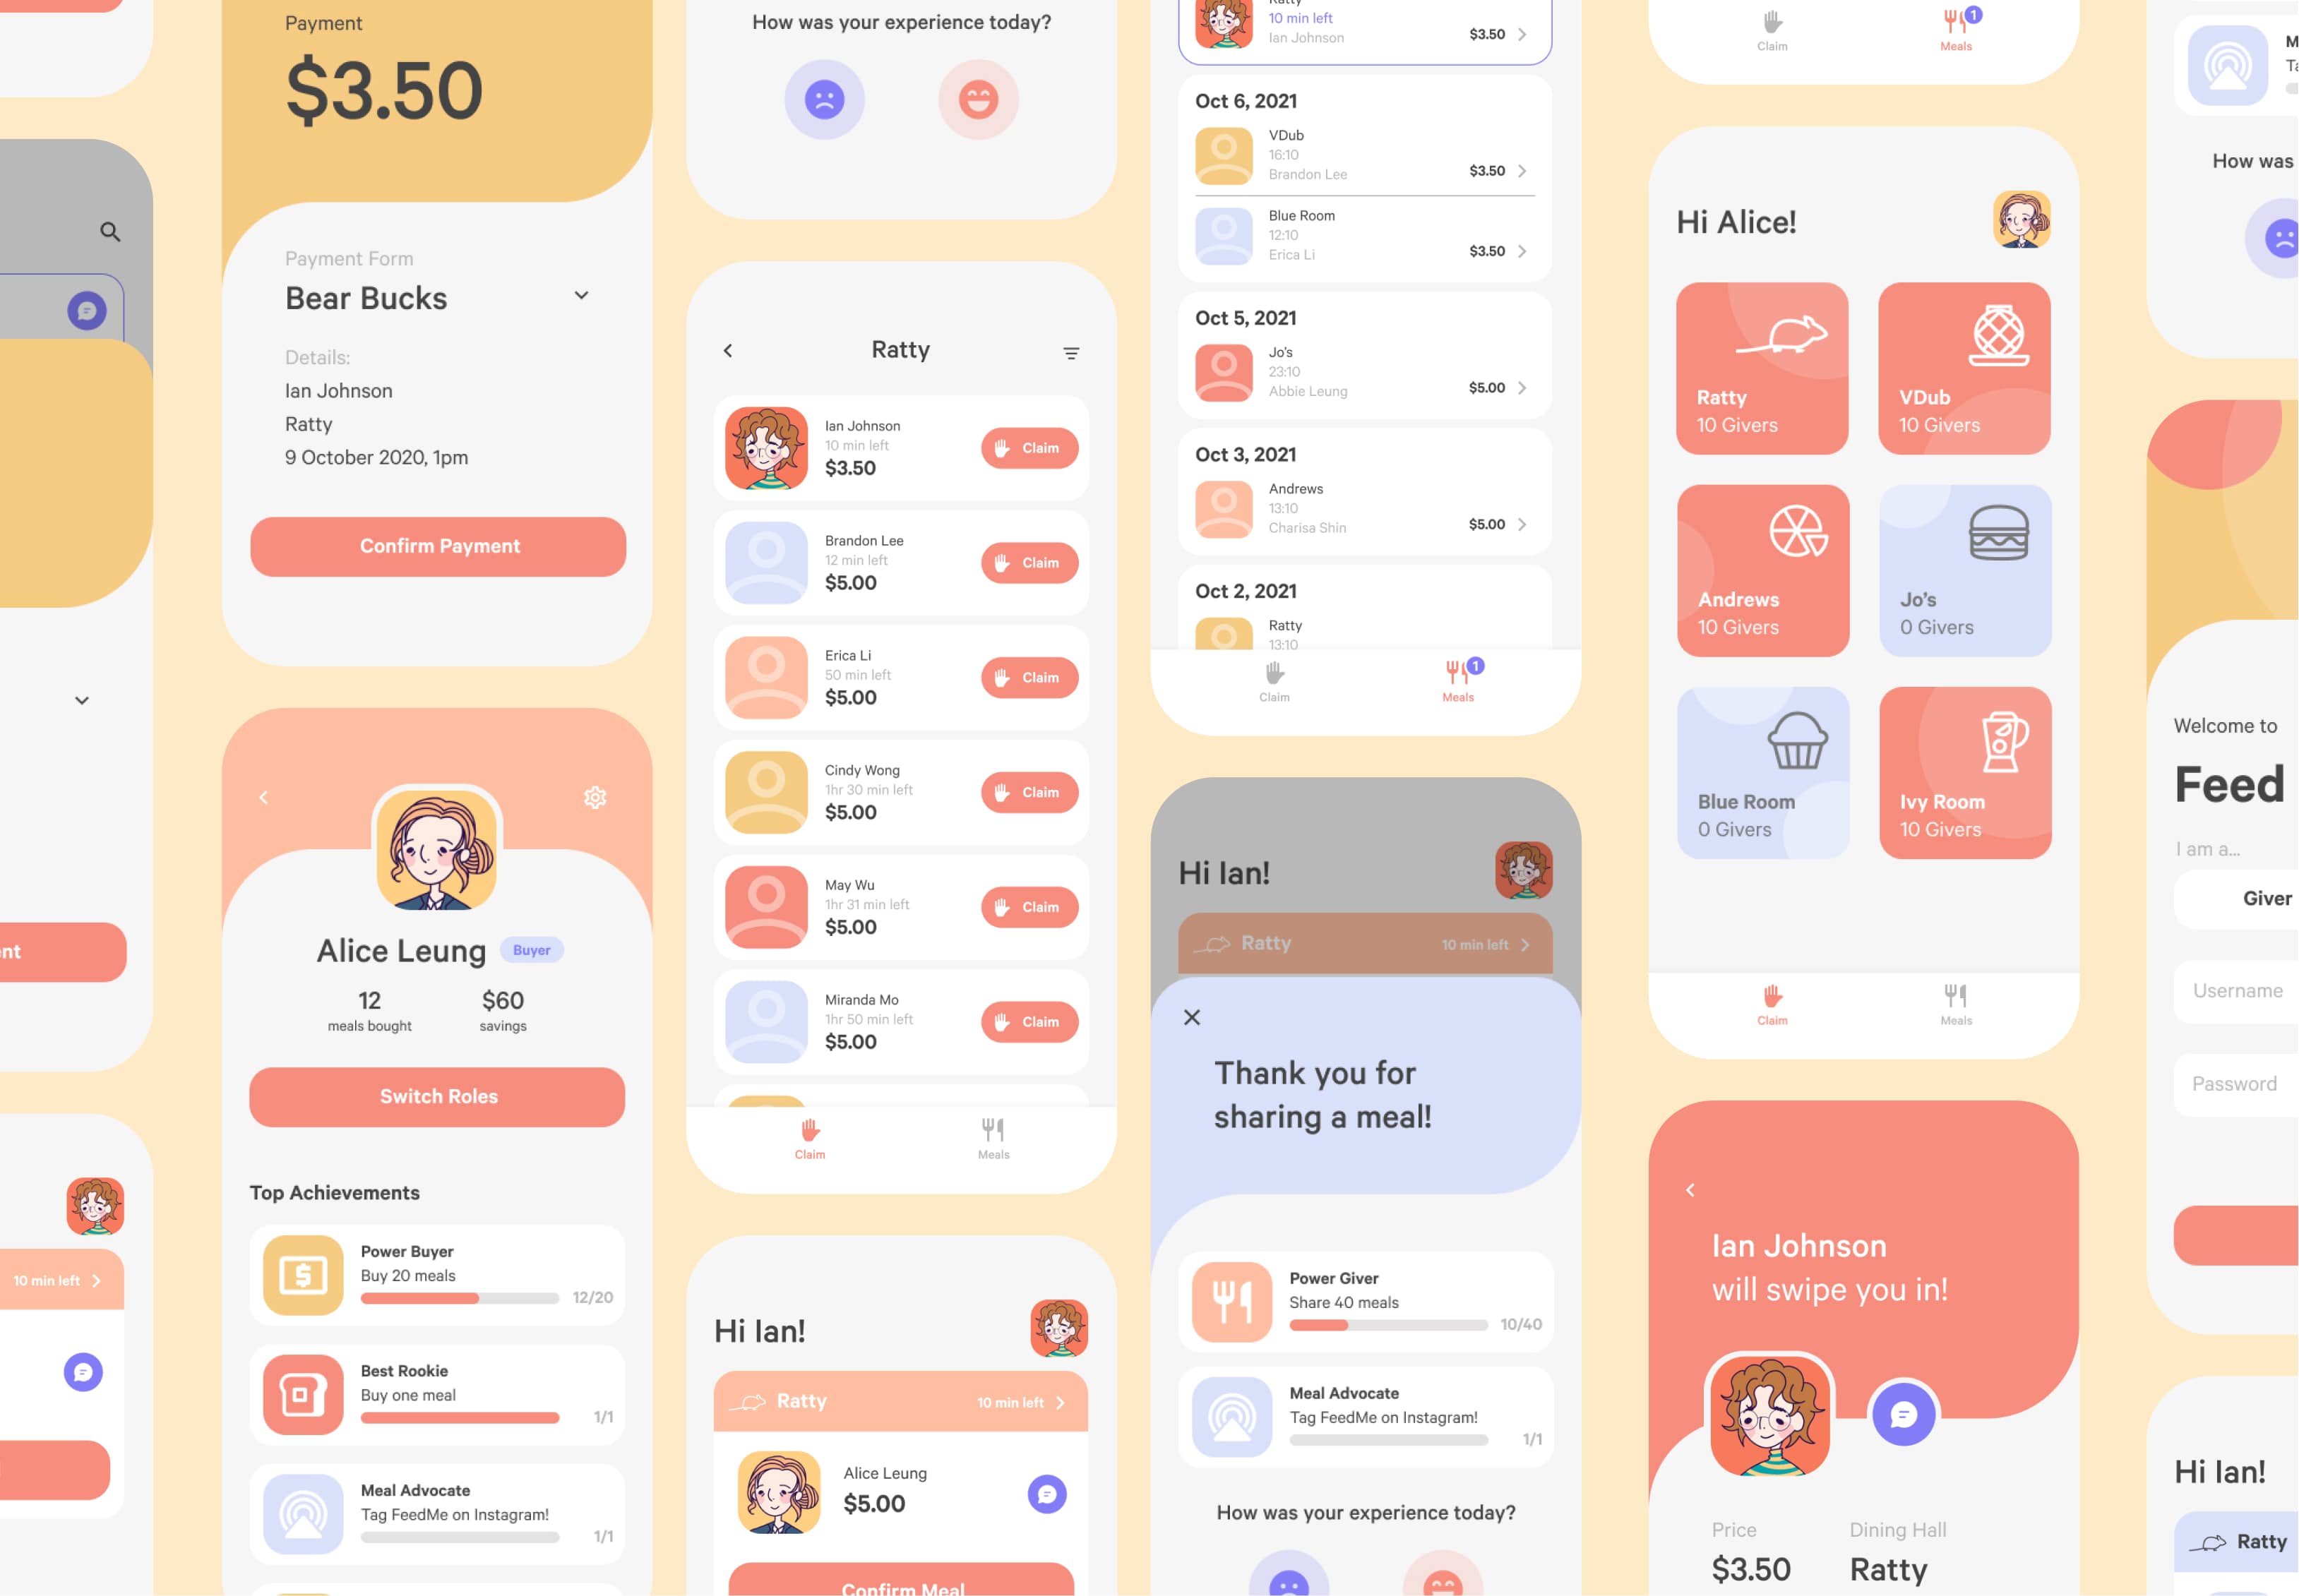 nt
10 min left
Payment
$3.50
Payment Form
Bear Bucks
Details:
Ian Johnson
Ratty
9 October 2020, 1pm
Confirm Payment
Alice Leung
Buyer
12
meals bought
$60
savings
Switch Roles
Top Achievements
Power Buyer
Buy 20 meals
12/20
Best Rookie
Buy one meal
1/1
Meal Advocate
Tag FeedMe on Instagram!
1/1
How was your experience today?
Ratty
Ian Johnson
10 min left
$3.50
Claim
Brandon Lee
12 min left
$5.00
Claim
Erica Li
50 min left
$5.00
Claim
Cindy Wong
1hr 30 min left
$5.00
Claim
May Wu
1hr 31 min left
$5.00
Claim
Miranda Mo
1hr 50 min left
$5.00
Claim
Claim
Meals
Hi Ian!
Ratty
10 min left
Alice Leung
$5.00
Confirm Meal
Ratty
10 min left
Ian Johnson
$3.50
Oct 6, 2021
VDub
16:10
Brandon Lee
$3.50
Blue Room
12:10
Erica Li
$3.50
Oct 5, 2021
Jo's
23:10
Abbie Leung
$5.00
Oct 3, 2021
Andrews
13:10
Charisa Shin
$5.00
Oct 2, 2021
Ratty
13:10
Claim
1
Meals
Hi Ian!
Ratty
10 min left
Thank you for
sharing a meal!
Power Giver
Share 40 meals
10/40
Meal Advocate
Tag FeedMe on Instagram!
1/1
How was your experience today?
Claim
1
Meals
Hi Alice!
Ratty
10 Givers
VDub
10 Givers
Andrews
10 Givers
Jo's
0 Givers
Blue Room
0 Givers
Ivy Room
10 Givers
Claim
Meals
Ian Johnson
will swipe you in!
Price
$3.50
Dining Hall
Ratty
M
Ta
How was
Welcome to
Feed
I am a...
Giver
Username
Password
Hi Ian!
Ratty